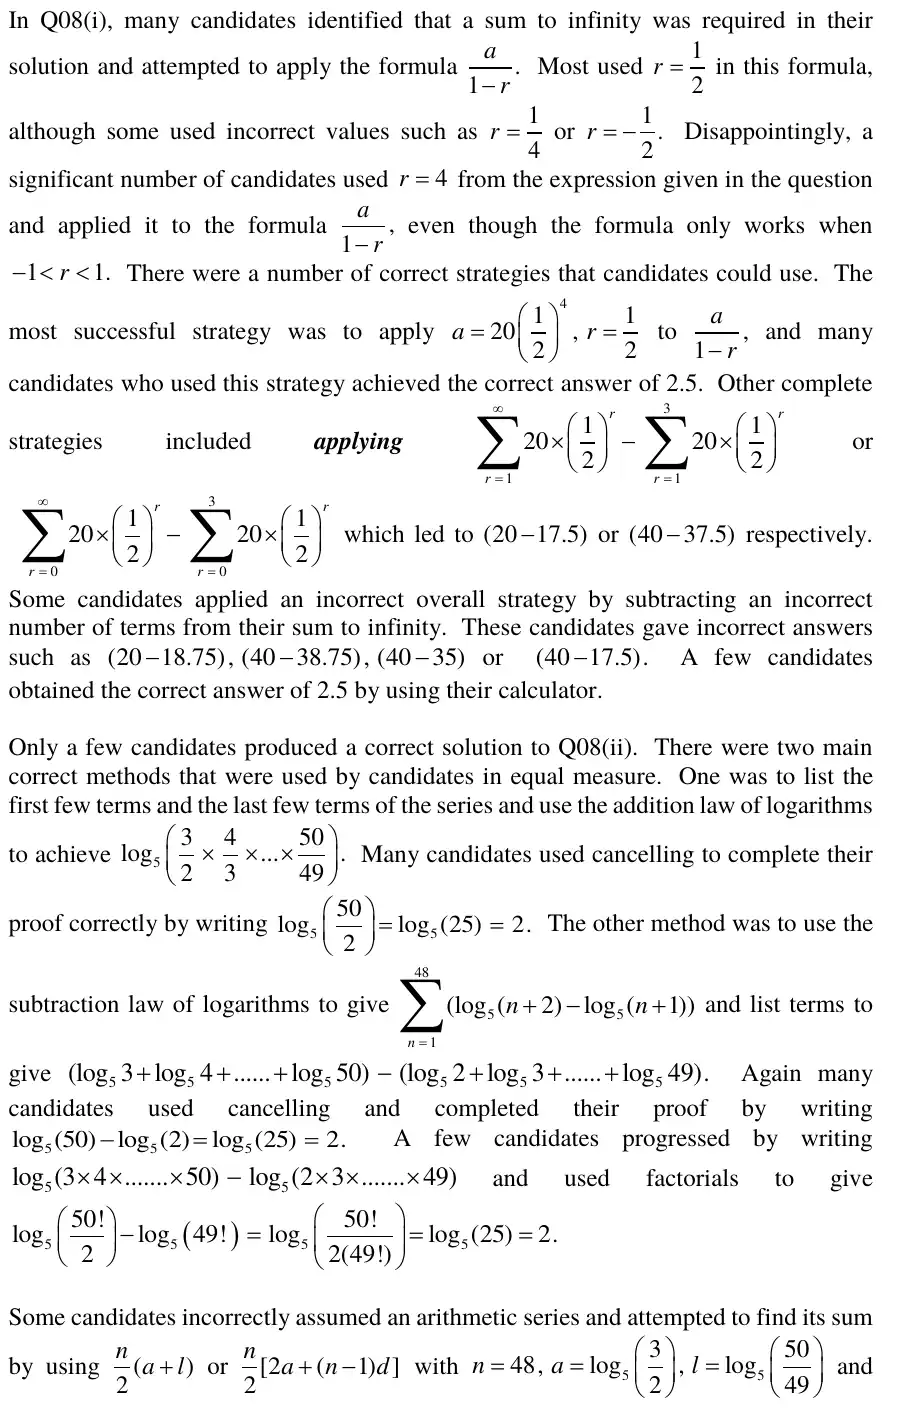 In Q08(i), many candidates identified that a sum to infinity was required in their
solution and attempted to apply the formula a/(1−r). Most used r = 1/2 in this formula,
although some used incorrect values such as r = 1/4 or r = −1/2. Disappointingly, a
significant number of candidates used r = 4 from the expression given in the question
and applied it to the formula a/(1−r), even though the formula only works when
−1< r <1. There were a number of correct strategies that candidates could use. The
most successful strategy was to apply a = 20(1/2)^4, r = 1/2 to a/(1−r), and many
candidates who used this strategy achieved the correct answer of 2.5. Other complete
strategies included applying ∑_{r=1}^{∞} 20×(1/2)^r − ∑_{r=1}^{3} 20×(1/2)^r or
∑_{r=0}^{∞} 20×(1/2)^r − ∑_{r=0}^{3} 20×(1/2)^r which led to (20−17.5) or (40−37.5) respectively.
Some candidates applied an incorrect overall strategy by subtracting an incorrect
number of terms from their sum to infinity. These candidates gave incorrect answers
such as (20−18.75), (40−38.75), (40−35) or (40−17.5). A few candidates
obtained the correct answer of 2.5 by using their calculator.
Only a few candidates produced a correct solution to Q08(ii). There were two main
correct methods that were used by candidates in equal measure. One was to list the
first few terms and the last few terms of the series and use the addition law of logarithms
to achieve log₅(3/2 × 4/3 ×...× 50/49). Many candidates used cancelling to complete their
proof correctly by writing log₅(50/2) = log₅(25) = 2. The other method was to use the
subtraction law of logarithms to give ∑_{n=1}^{48} (log₅(n+2)−log₅(n+1)) and list terms to
give (log₅3+log₅4+......+log₅50) − (log₅2+log₅3+......+log₅49). Again many
candidates used cancelling and completed their proof by writing
log₅(50)−log₅(2)=log₅(25) = 2. A few candidates progressed by writing
log₅(3×4×.......×50) − log₅(2×3×.......×49) and used factorials to give
log₅(50!/2)−log₅(49!) = log₅(50!/2(49!)) = log₅(25) = 2.
Some candidates incorrectly assumed an arithmetic series and attempted to find its sum
by using n/2(a+l) or n/2[2a+(n−1)d] with n = 48, a = log₅(3/2), l = log₅(50/49) and